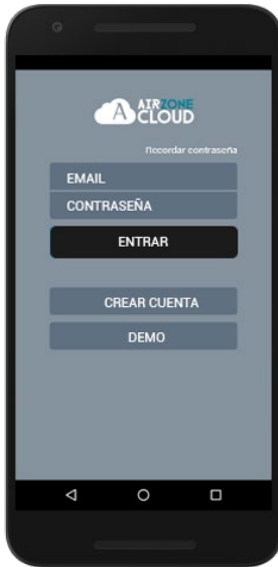 A AIRZONE
CLOUD
Recordar contraseña
EMAIL
CONTRASEÑA
ENTRAR
CREAR CUENTA
DEMO